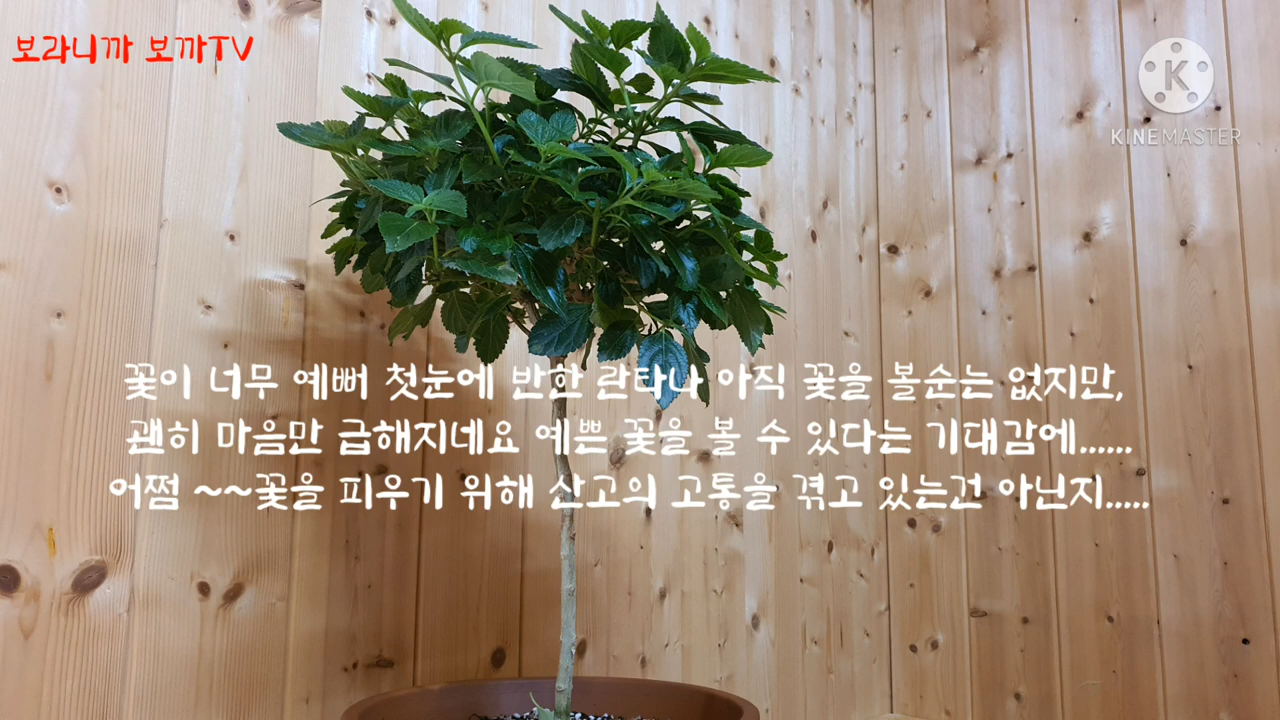 보라니까 보까TV
K
KINEMASTER
꽃이 너무 예뻐 첫눈에 반한 란타나 아직 꽃을 볼순는 없지만,
괜히 마음만 급해지네요 예쁜 꽃을 볼 수 있다는 기대감에......
어쩜 ~~꽃을 피우기 위해 산고의 고통을 겪고 있는건 아닌지.....